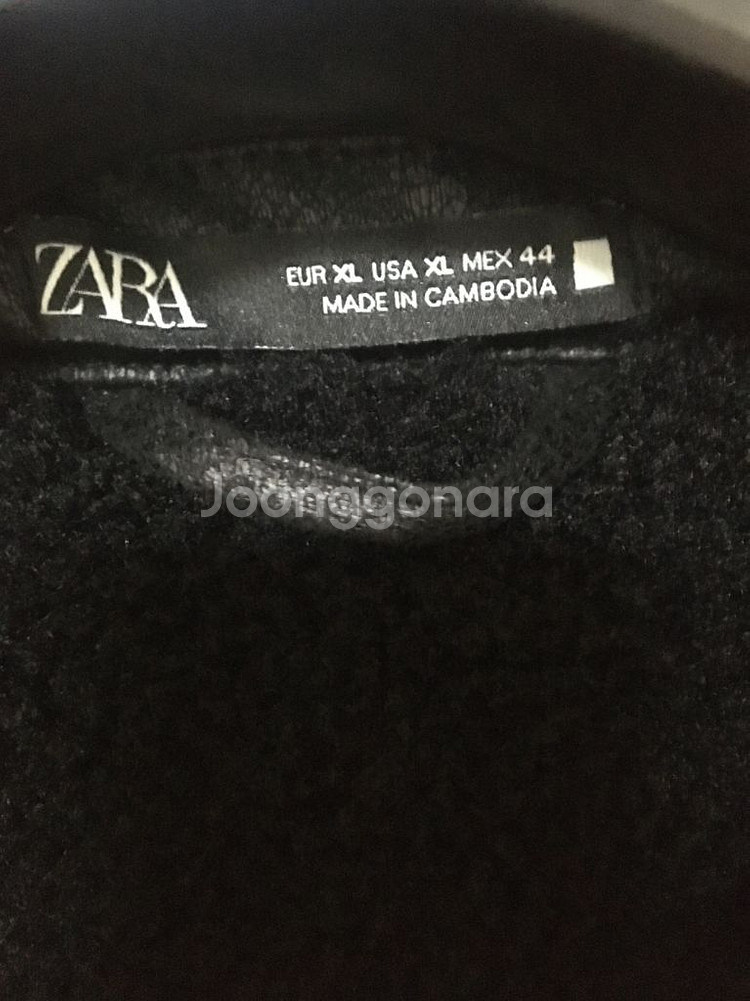 ZARA
EUR XL USA XL MEX 44
MADE IN CAMBODIA
Joonggonara